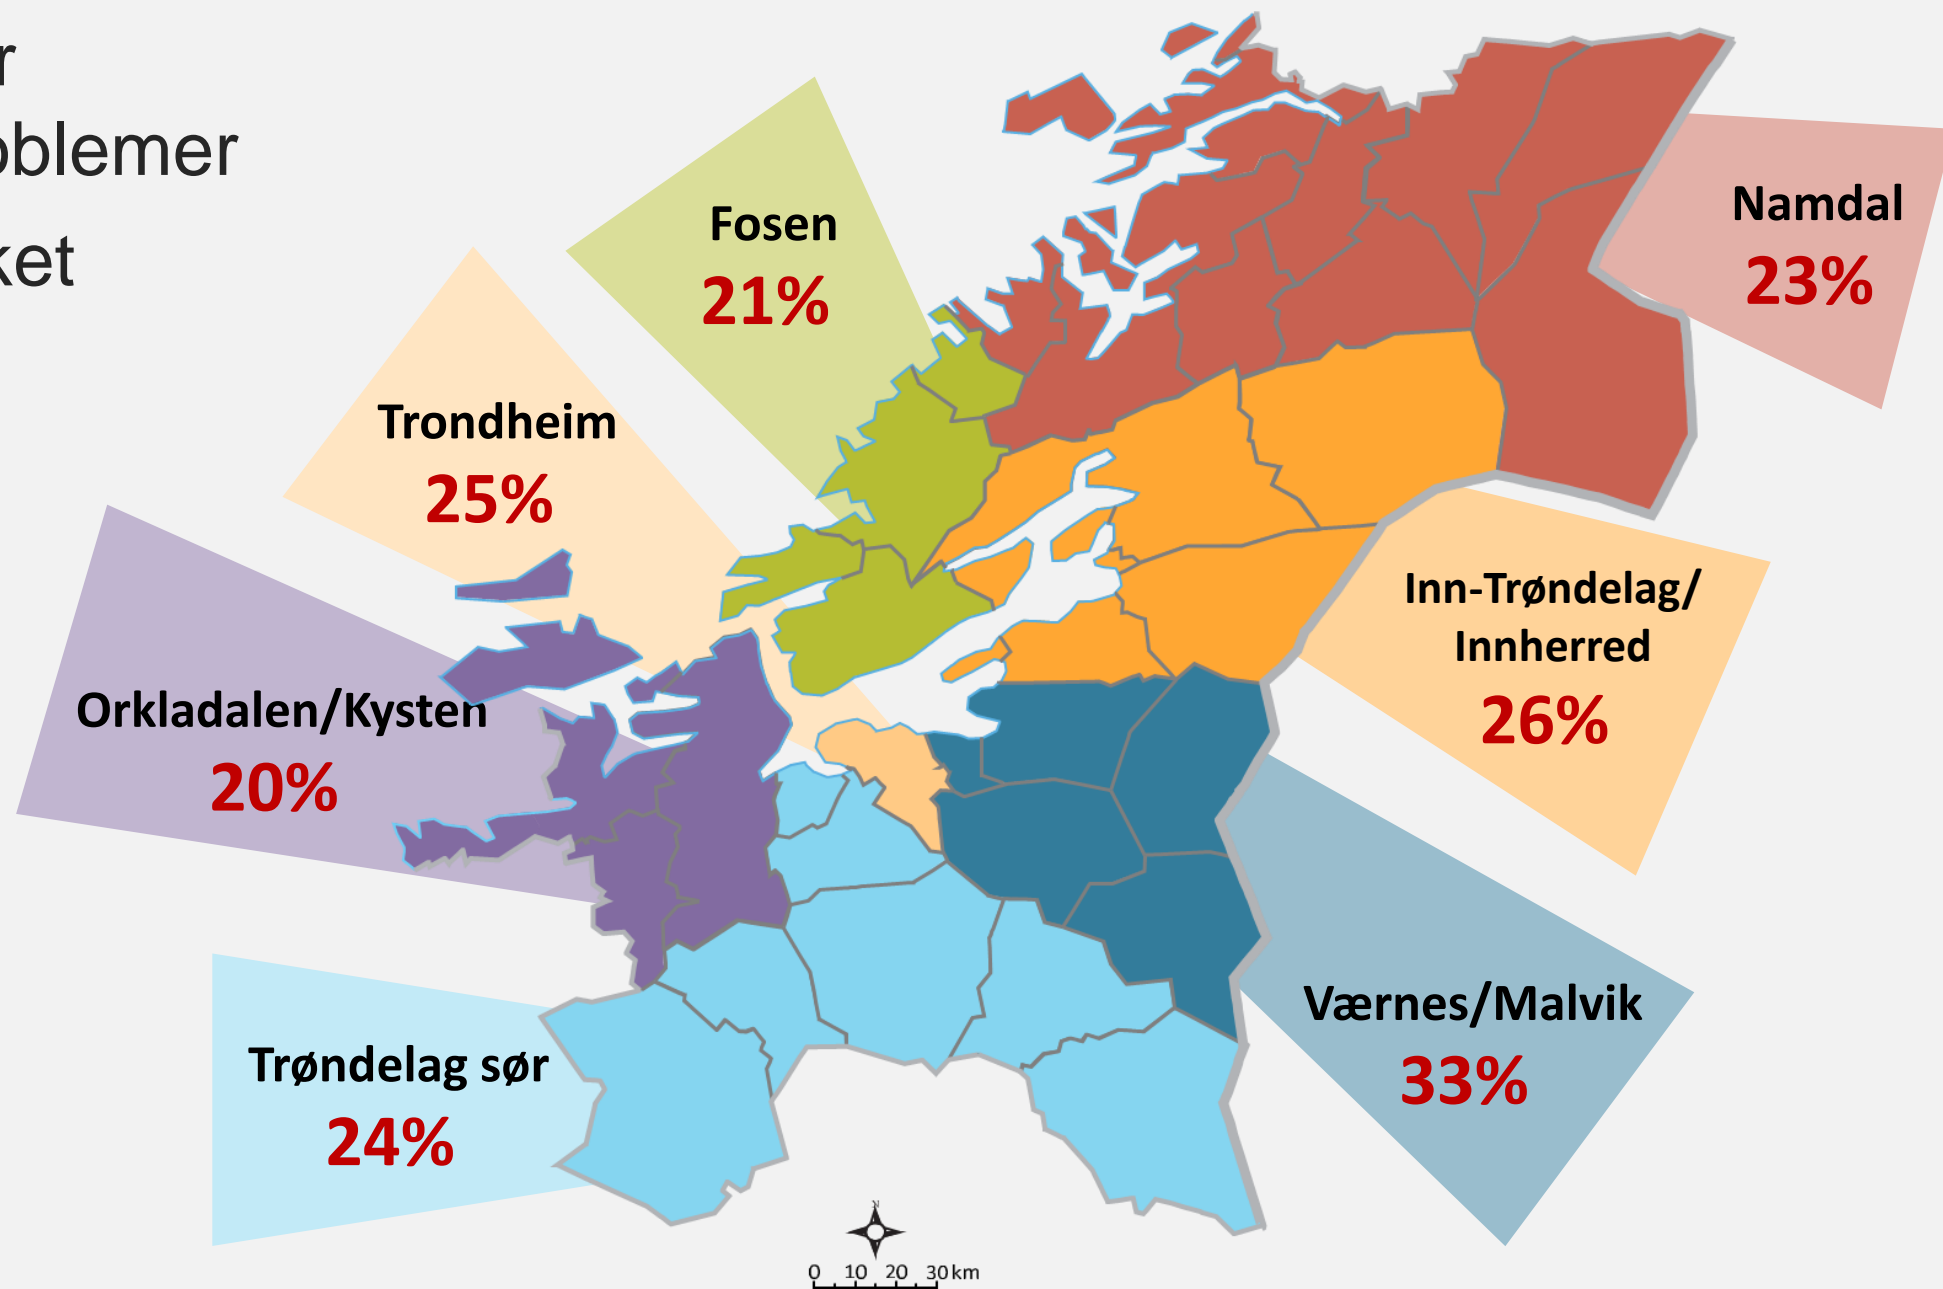 r
oblemer
ket
Fosen
21%
Namdal
23%
Trondheim
25%
Inn-Trøndelag/
Innherred
26%
Orkladalen/Kysten
20%
Værnes/Malvik
33%
Trøndelag sør
24%
N
0 10 20 30 km